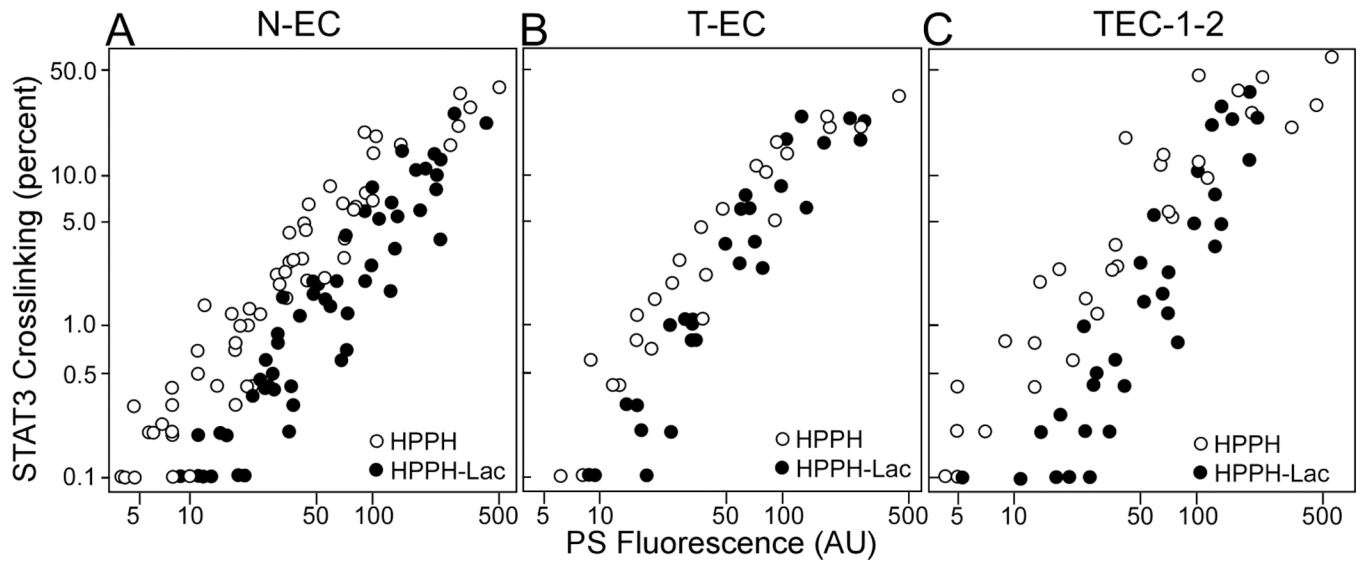 A N-EC
B T-EC
C TEC-1-2
STAT3 Crosslinking (percent)
50.0
10.0
5.0
1.0
0.5
0.1
HPPH
HPPH-Lac
HPPH
HPPH-Lac
HPPH
HPPH-Lac
5 10 50 100 500
5 10 50 100 500
5 10 50 100 500
PS Fluorescence (AU)